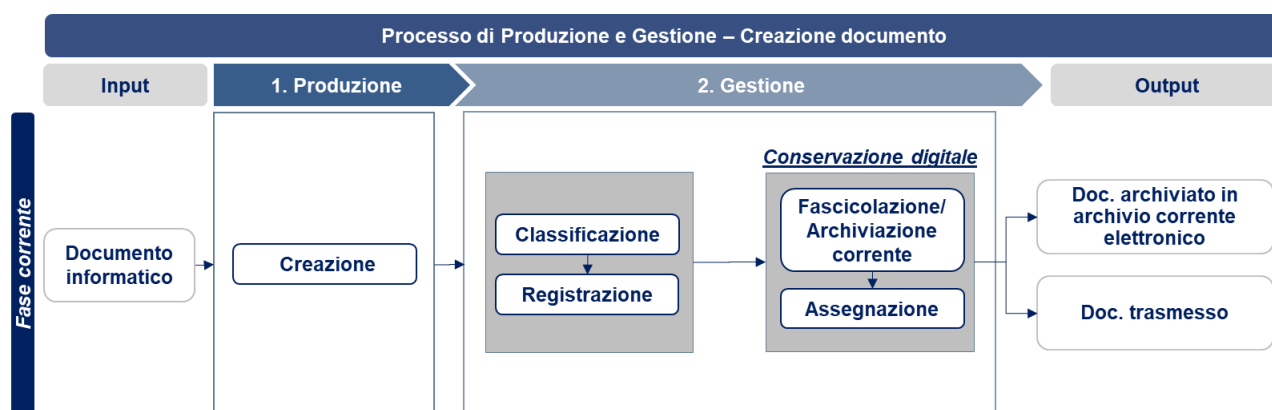 Processo di Produzione e Gestione – Creazione documento
Input
1. Produzione
2. Gestione
Output
Fase corrente
Documento
informatico
Creazione
Classificazione
Registrazione
Conservazione digitale
Fascicolazione/
Archiviazione
corrente
Assegnazione
Doc. archiviato in
archivio corrente
elettronico
Doc. trasmesso